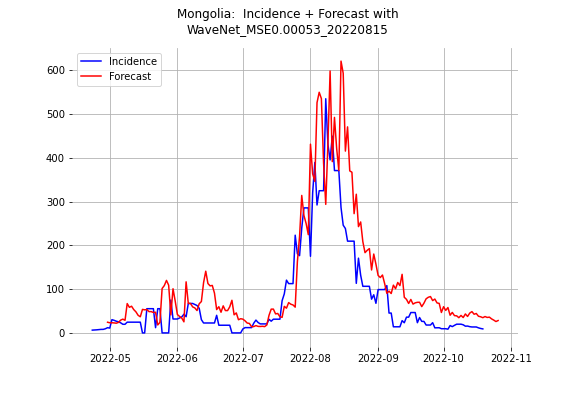 Mongolia:  Incidence + Forecast with
WaveNet_MSE0.00053_20220815
Incidence
Forecast
600
500
400
300
200
100
0
2022-05 2022-06 2022-07 2022-08 2022-09 2022-10 2022-11